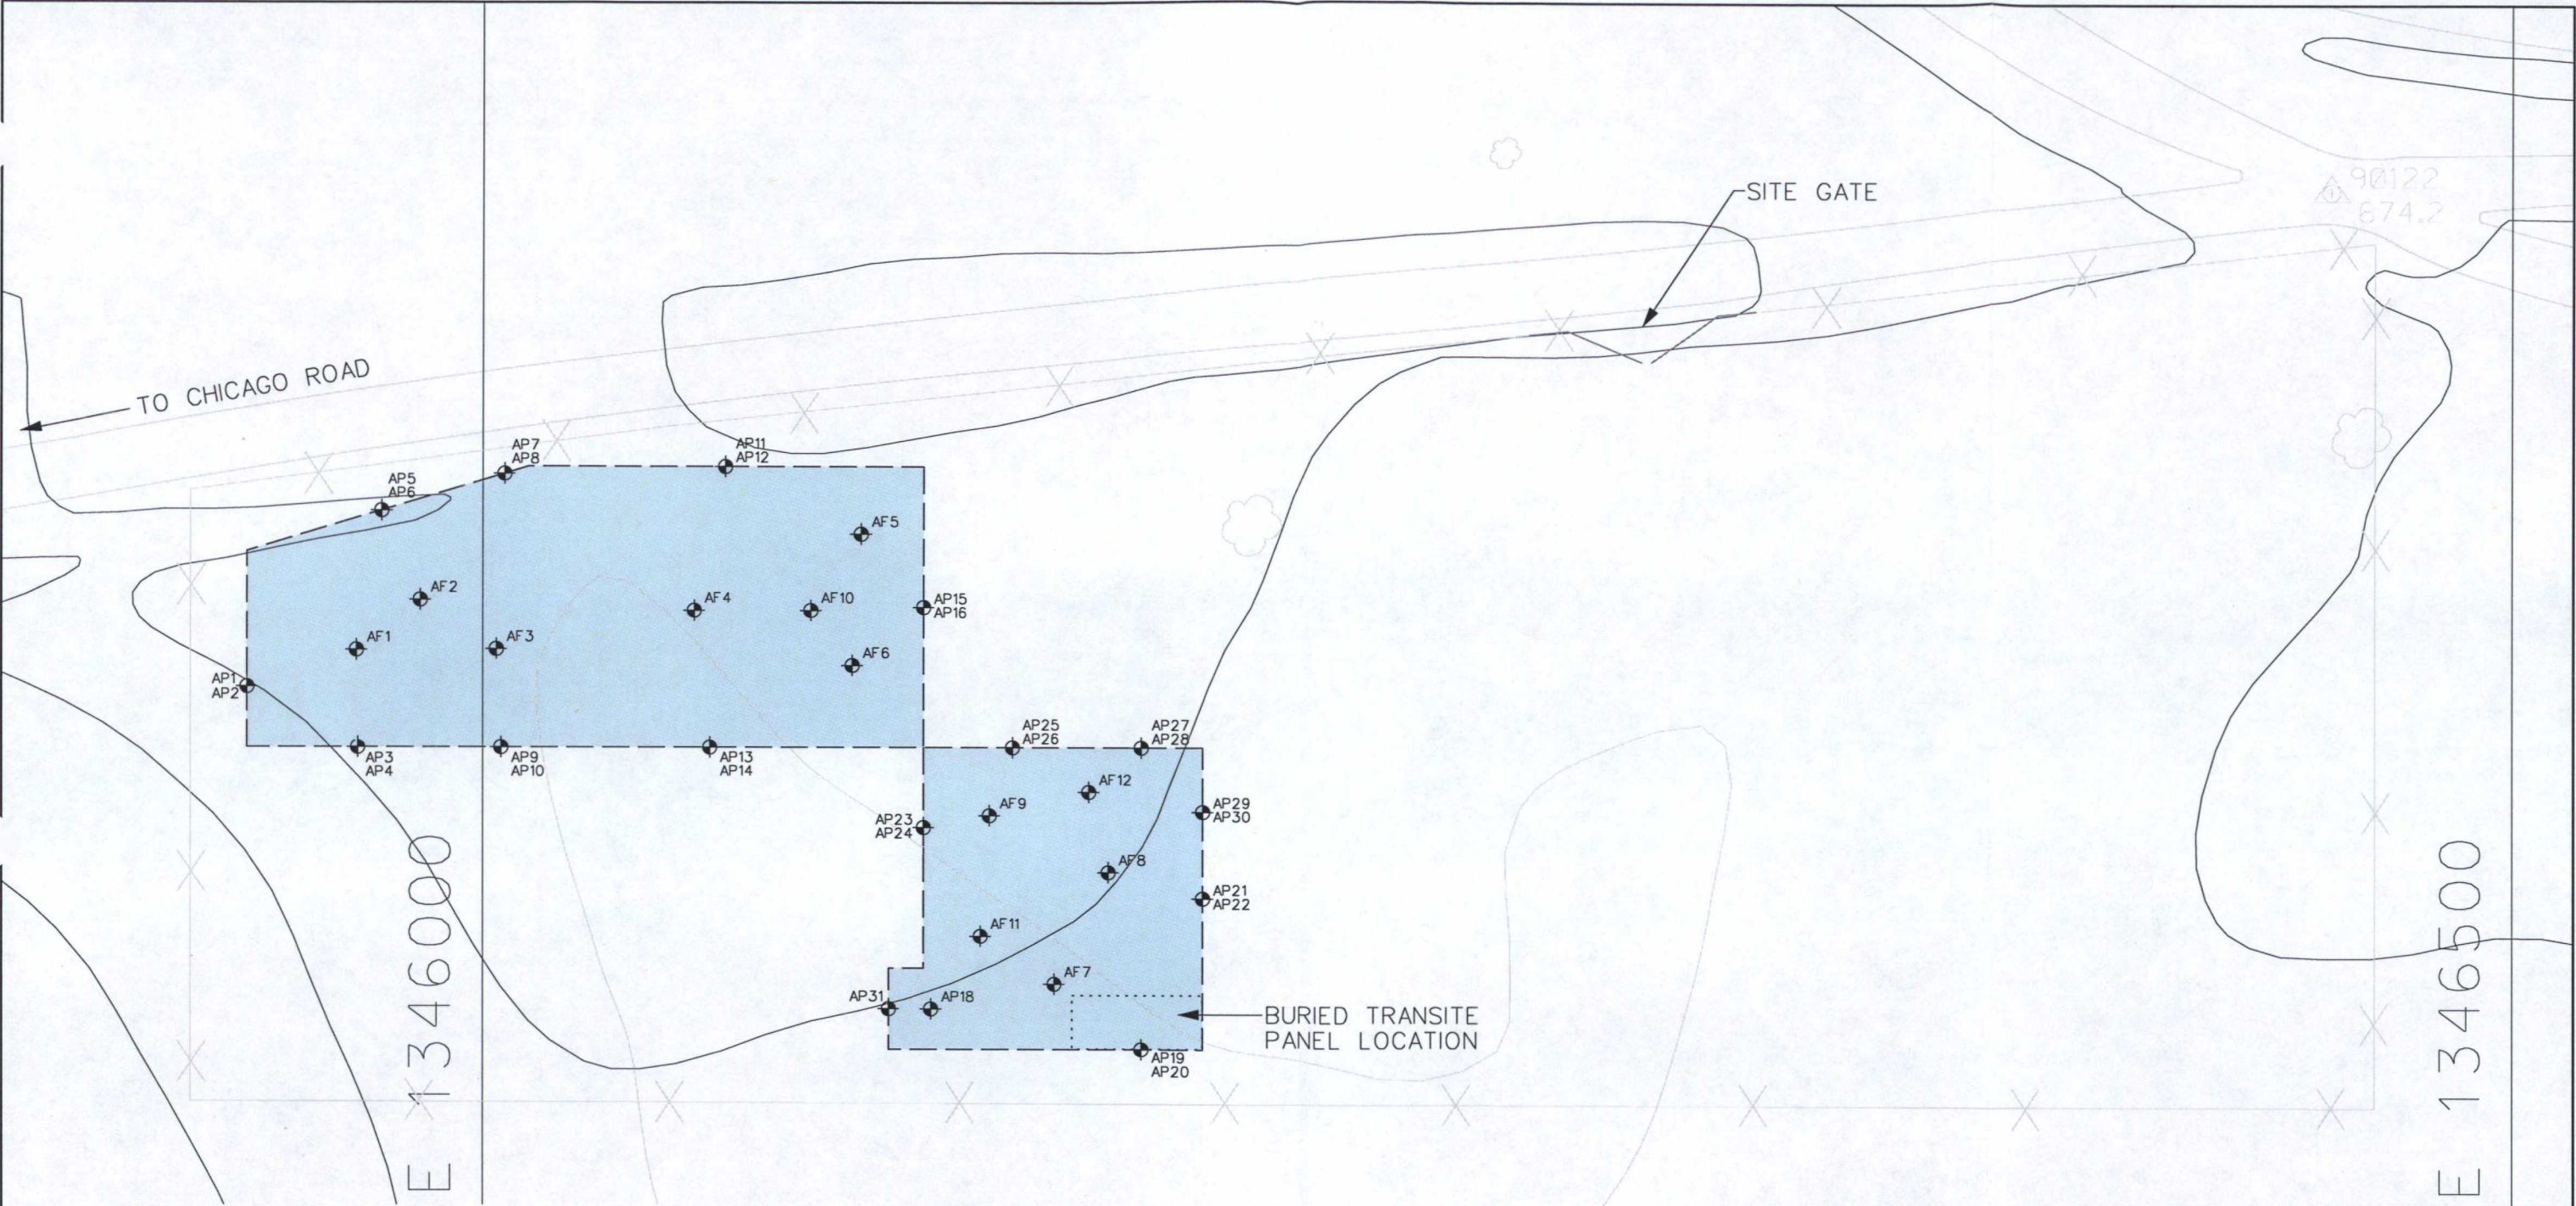 90122
674.2
SITE GATE
TO CHICAGO ROAD
AP7
AP8
AP11
AP12
AP5
AP6
AF5
AF2
AF4
AF10
AP15
AP16
AF1
AF3
AF6
AP1
AP2
AP3
AP4
AP9
AP10
AP13
AP14
AP25
AP26
AP27
AP28
AF12
AF9
AP29
AP30
AP23
AP24
AF8
AP21
AP22
AF11
AF7
AP31
AP18
BURIED TRANSITE
PANEL LOCATION
AP19
AP20
E 1346000
E 1346500